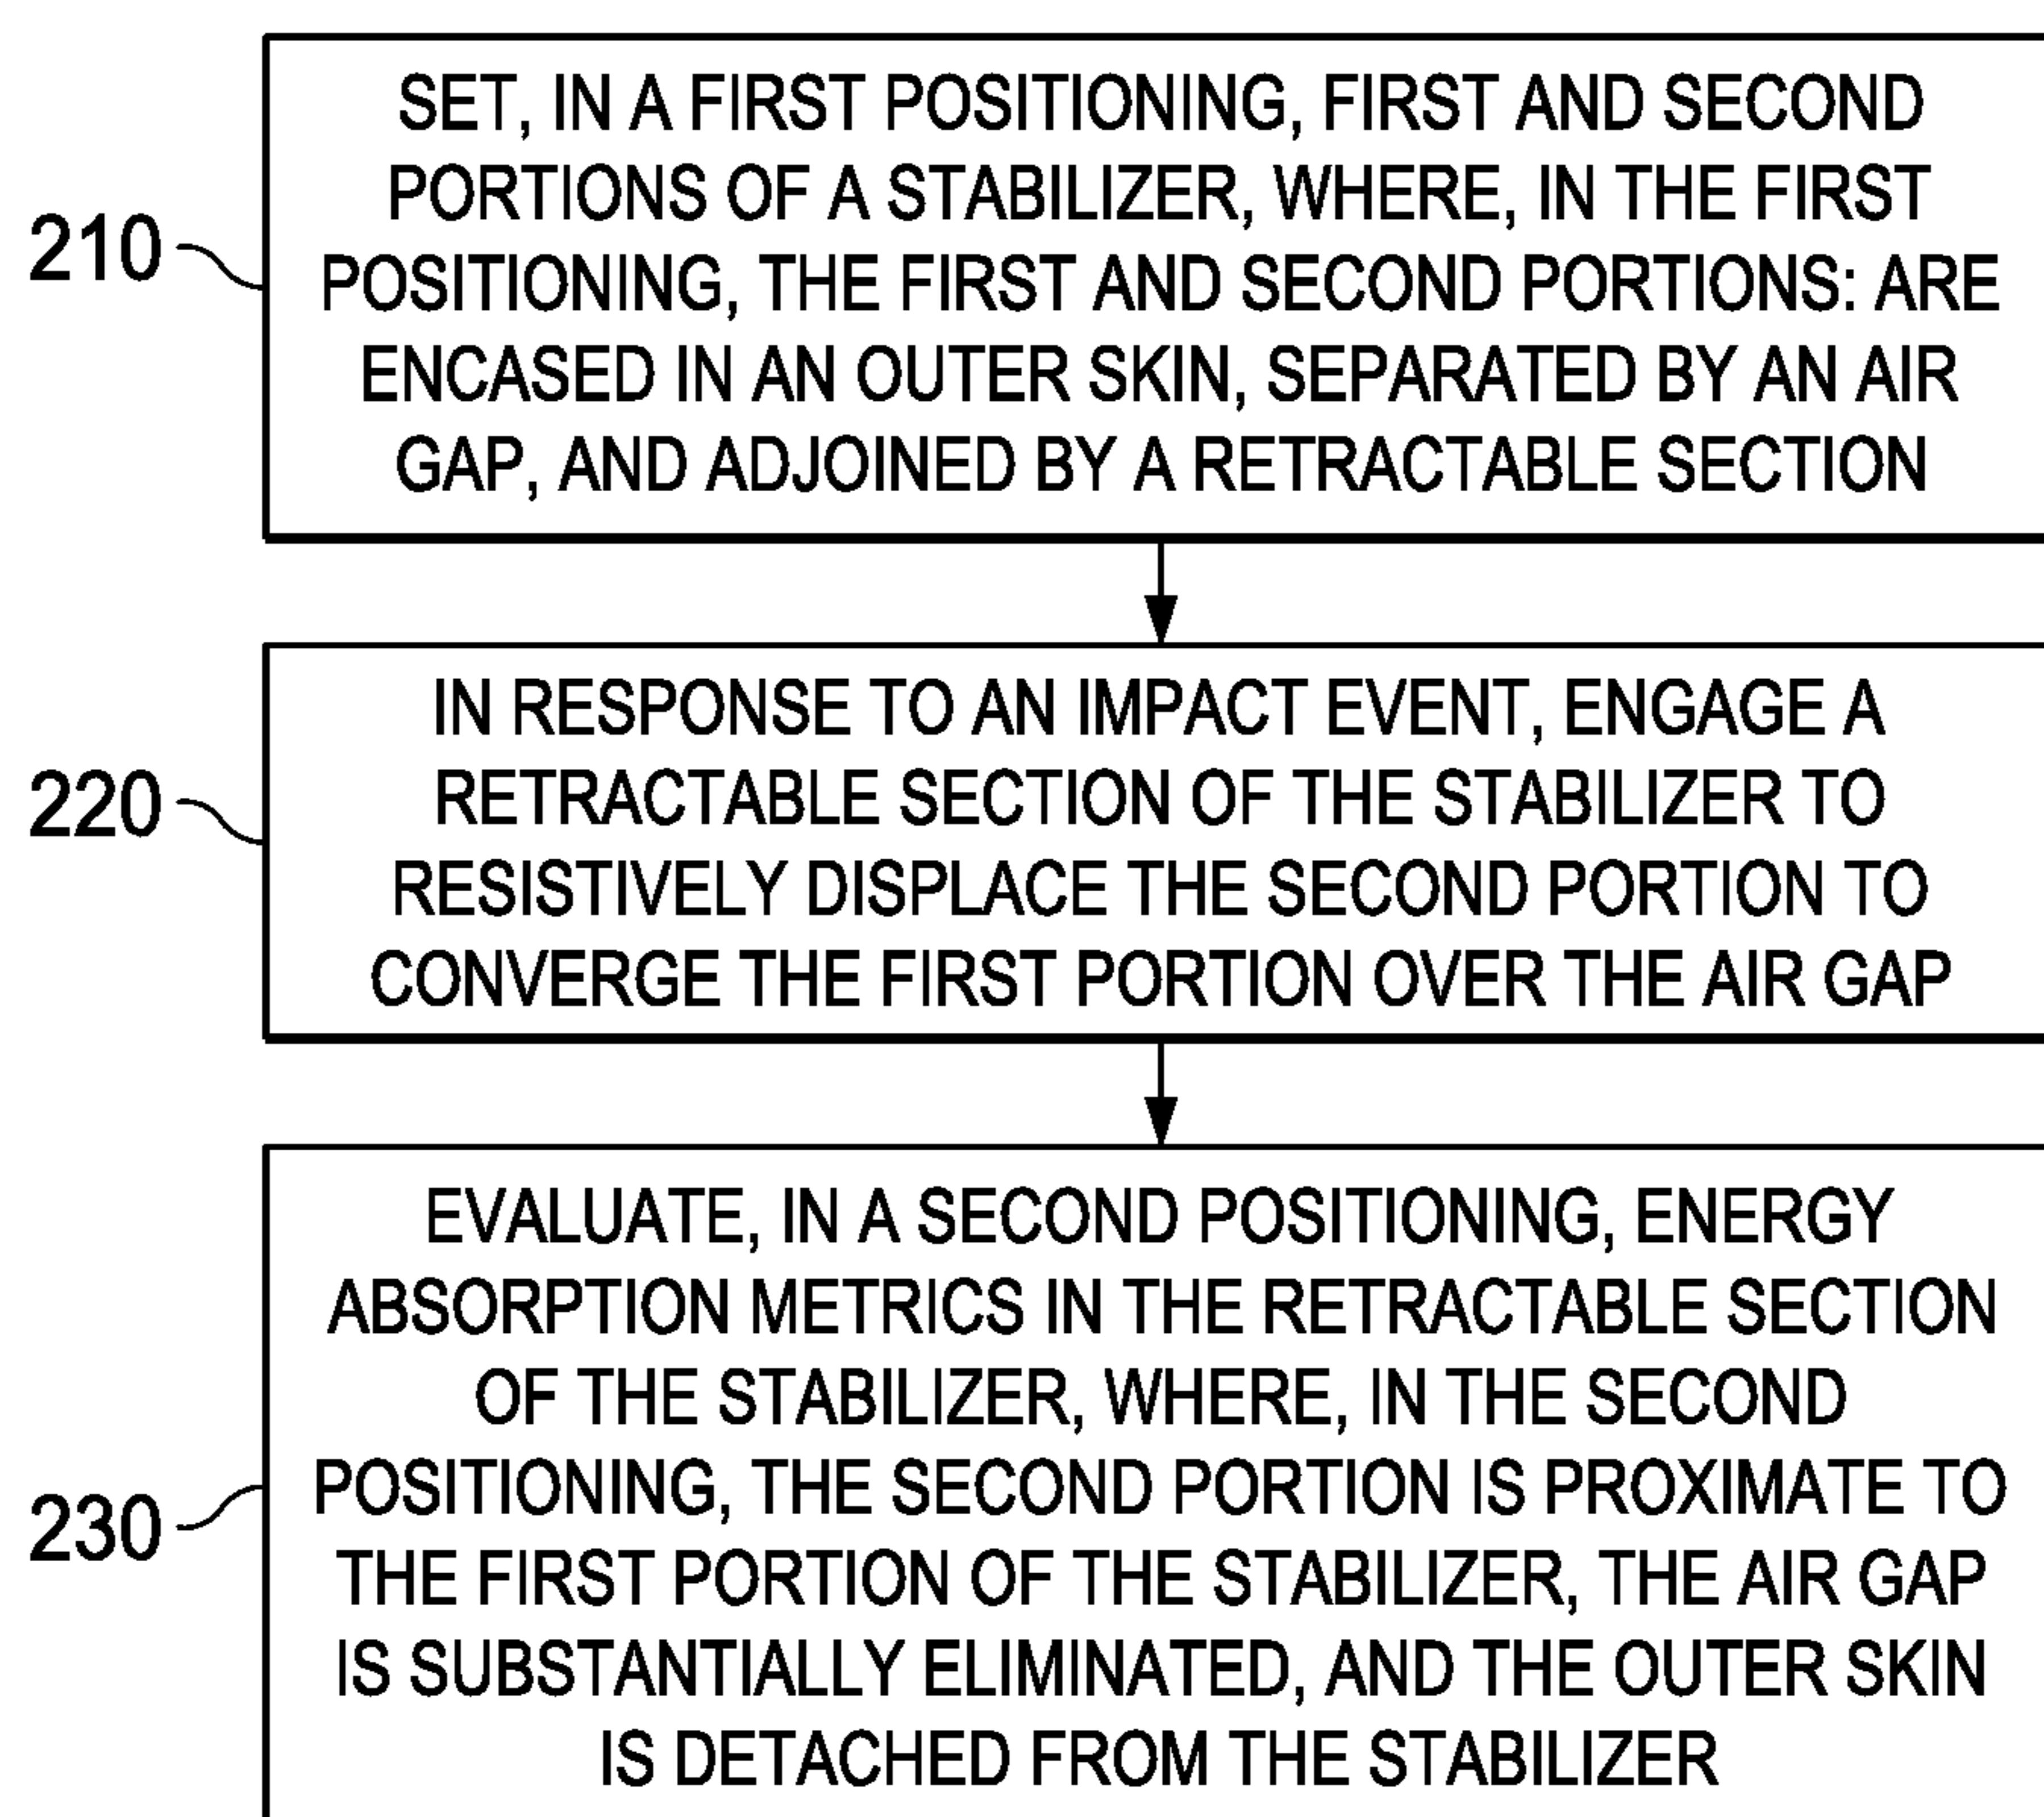 SET, IN A FIRST POSITIONING, FIRST AND SECOND
PORTIONS OF A STABILIZER, WHERE, IN THE FIRST
210
POSITIONING, THE FIRST AND SECOND PORTIONS: ARE
ENCASED IN AN OUTER SKIN, SEPARATED BY AN AIR
GAP, AND ADJOINED BY A RETRACTABLE SECTION
IN RESPONSE TO AN IMPACT EVENT, ENGAGE A
220
RETRACTABLE SECTION OF THE STABILIZER TO
RESISTIVELY DISPLACE THE SECOND PORTION TO
CONVERGE THE FIRST PORTION OVER THE AIR GAP
EVALUATE, IN A SECOND POSITIONING, ENERGY
ABSORPTION METRICS IN THE RETRACTABLE SECTION
OF THE STABILIZER, WHERE, IN THE SECOND
POSITIONING, THE SECOND PORTION IS PROXIMATE TO
230
THE FIRST PORTION OF THE STABILIZER, THE AIR GAP
IS SUBSTANTIALLY ELIMINATED, AND THE OUTER SKIN
IS DETACHED FROM THE STABILIZER